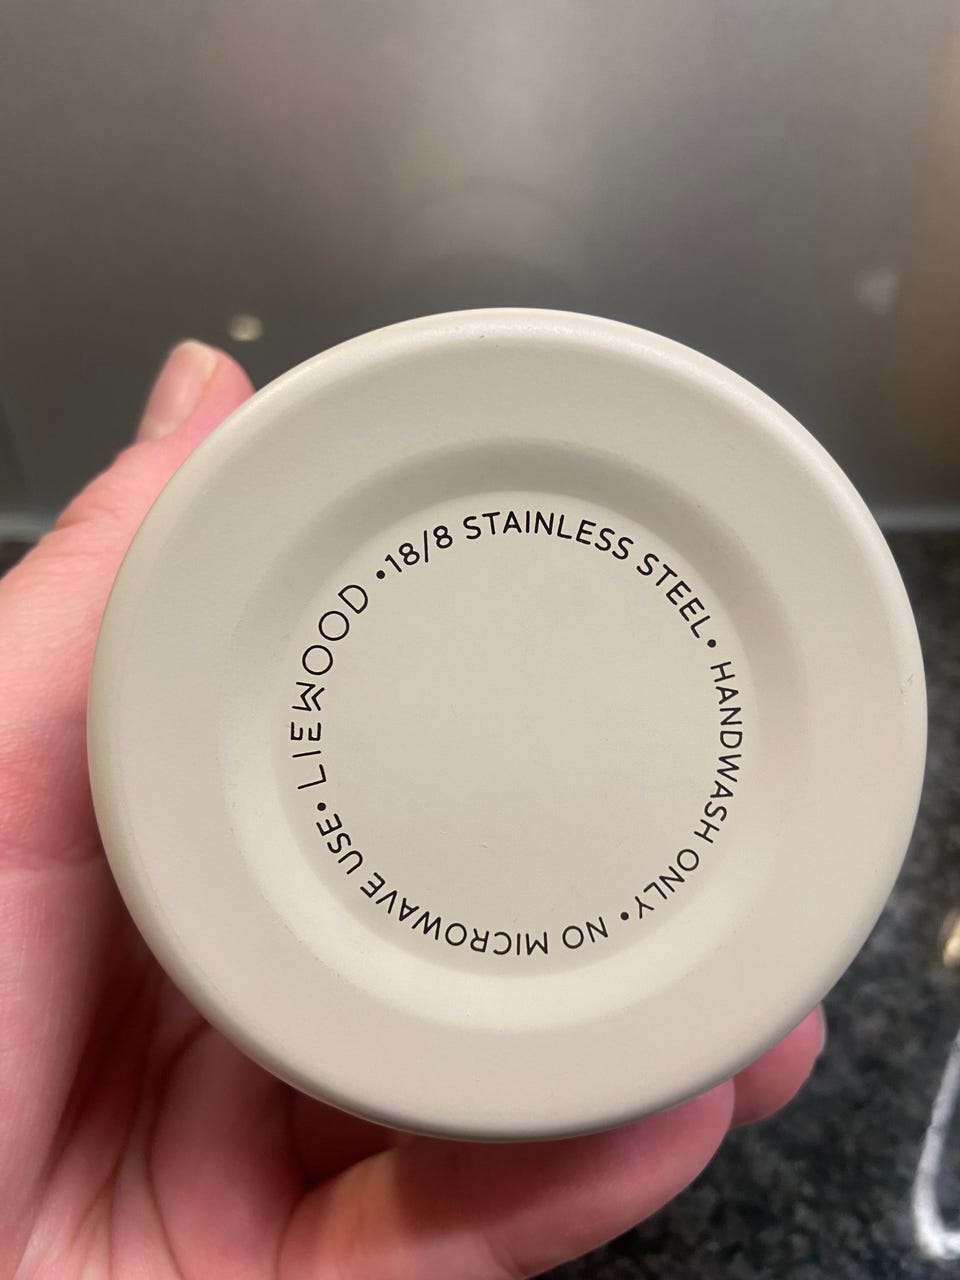 LIEWOOD • 18/8 STAINLESS STEEL • HANDWASH ONLY • NO MICROWAVE USE •